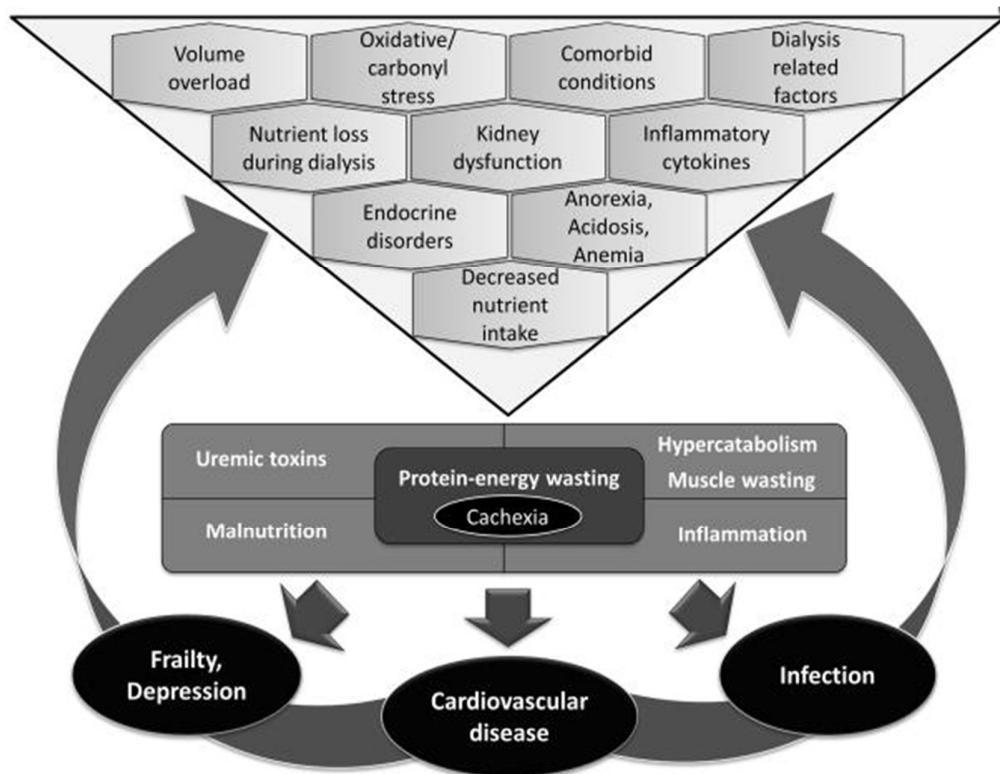 Volume
overload
Oxidative/
carbonyl
stress
Comorbid
conditions
Dialysis
related
factors
Nutrient loss
during dialysis
Kidney
dysfunction
Inflammatory
cytokines
Endocrine
disorders
Anorexia,
Acidosis,
Anemia
Decreased
nutrient
intake
Uremic toxins
Hypercatabolism
Muscle wasting
Protein-energy wasting
Cachexia
Malnutrition
Inflammation
Frailty,
Depression
Cardiovascular
disease
Infection